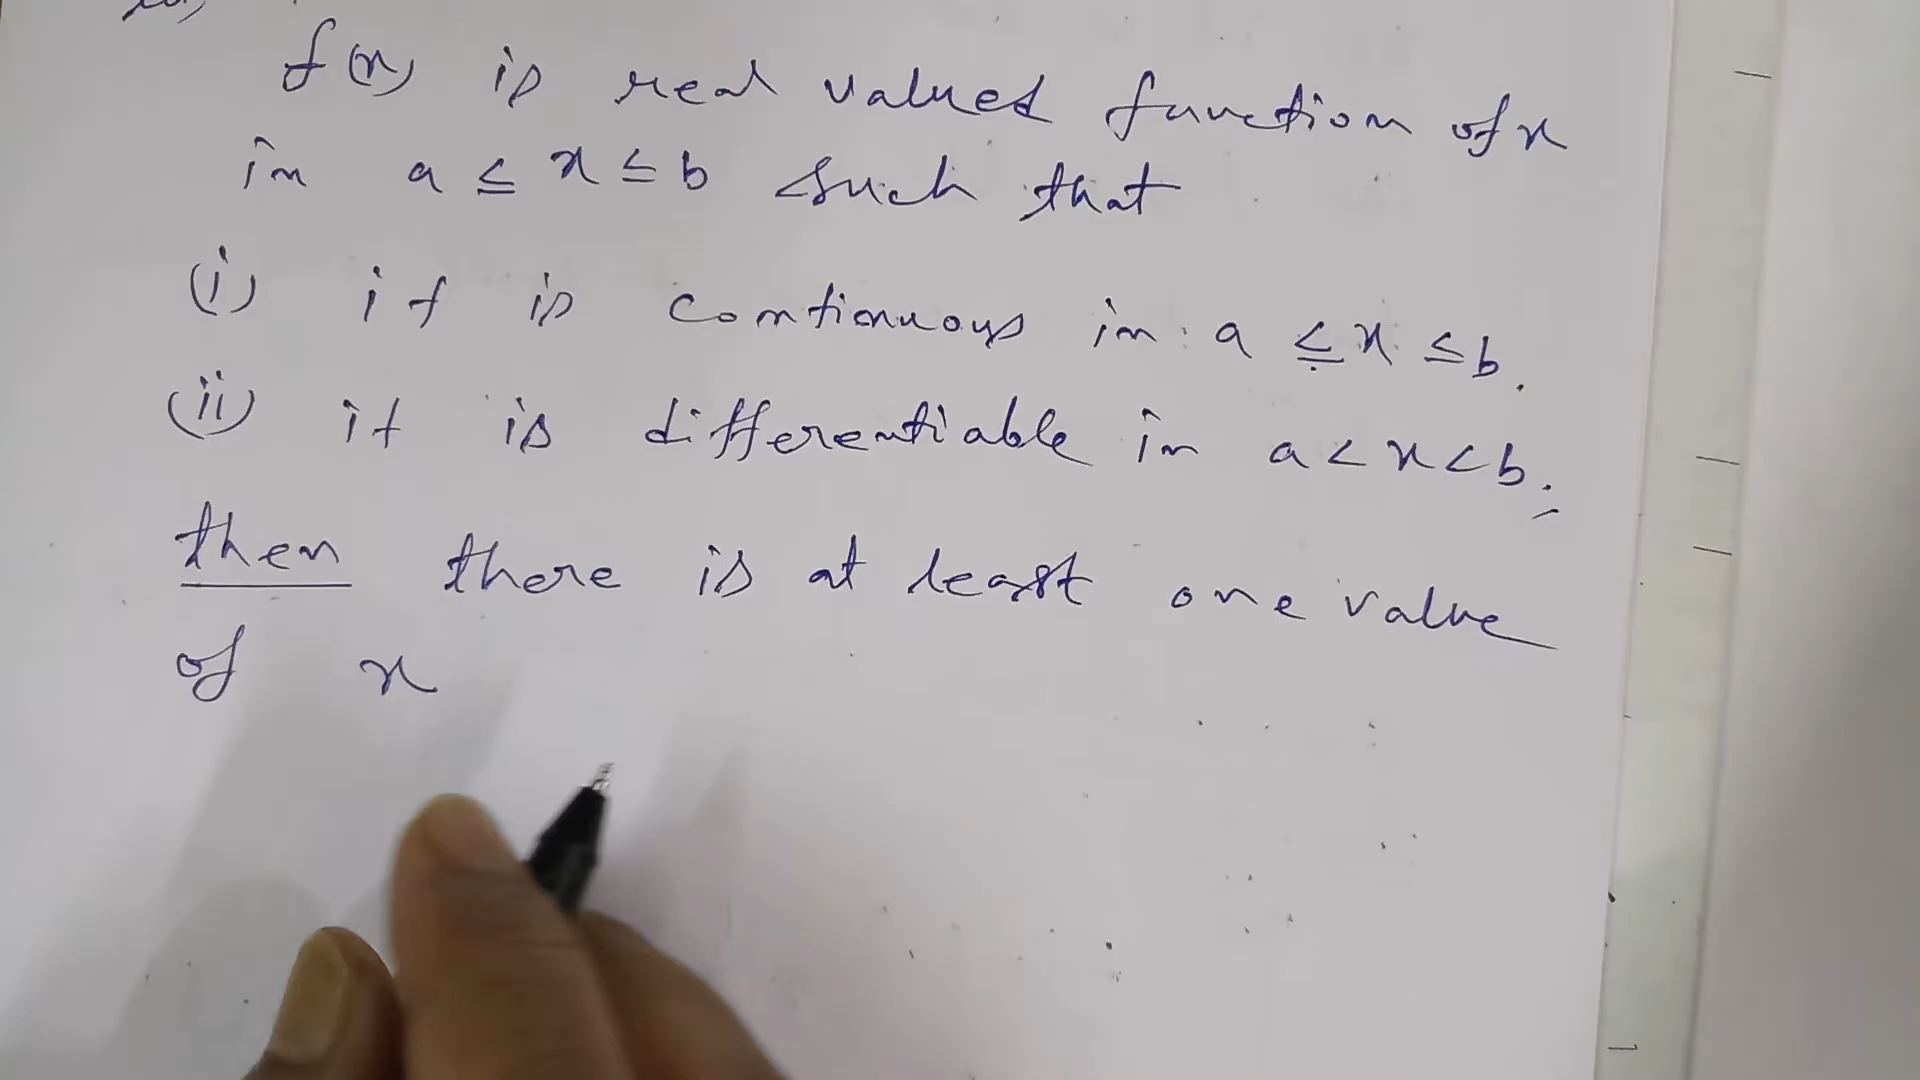 f(x) is real valued function of x
in a ≤ x ≤ b such that
(i) it is continuous in a ≤ x ≤ b.
(ii) it is differentiable in a < x < b.
then there is at least one value
of x